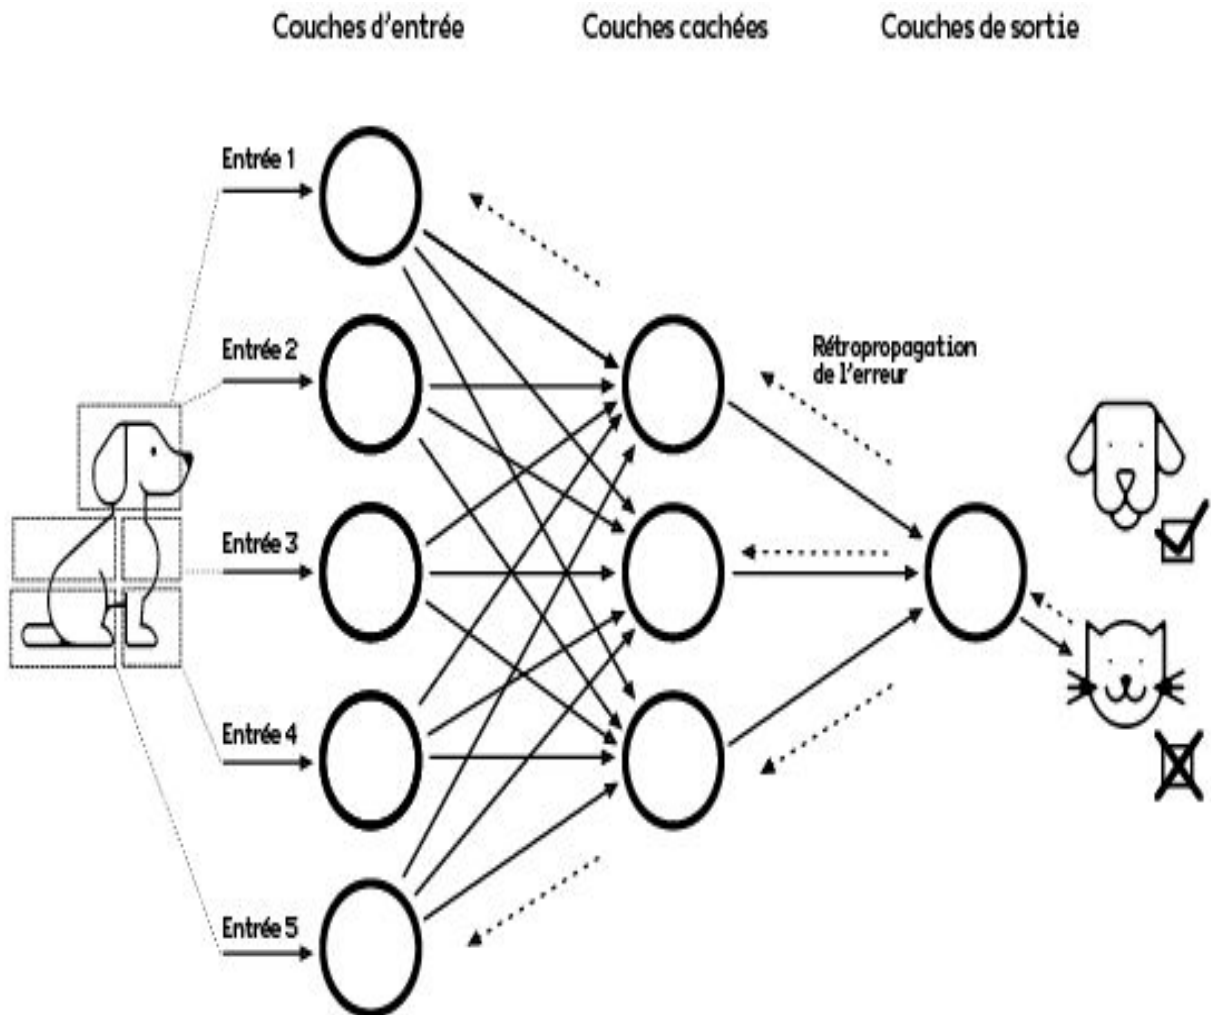 Couches d'entrée
Couches cachées
Couches de sortie
Entrée 1
Entrée 2
Rétropropagation
de l'erreur
Entrée 3
Entrée 4
Entrée 5